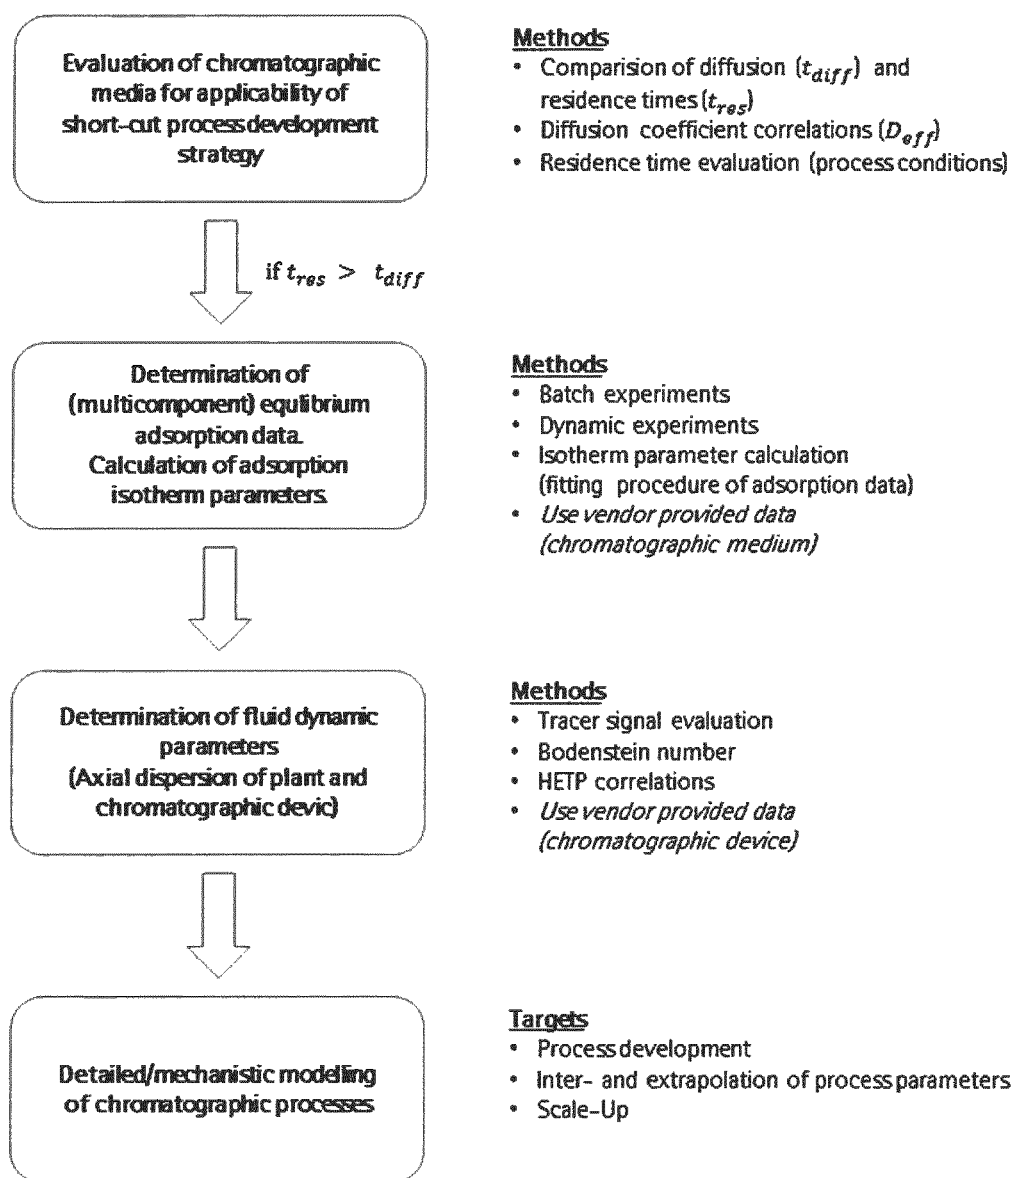 Evaluation of chromatographic
media for applicability of
short-cut process development
strategy
Methods
• Comparision of diffusion (t_diff) and
residence times (t_res)
• Diffusion coefficient correlations (D_eff)
• Residence time evaluation (process conditions)
if t_res > t_diff
Determination of
(multicomponent) equlibrium
adsorption data.
Calculation of adsorption
isotherm parameters.
Methods
• Batch experiments
• Dynamic experiments
• Isotherm parameter calculation
(fitting procedure of adsorption data)
• Use vendor provided data
(chromatographic medium)
Determination of fluid dynamic
parameters
(Axial dispersion of plant and
chromatographic devic)
Methods
• Tracer signal evaluation
• Bodenstein number
• HETP correlations
• Use vendor provided data
(chromatographic device)
Detailed/mechanistic modelling
of chromatographic processes
Targets
• Process development
• Inter- and extrapolation of process parameters
• Scale-Up